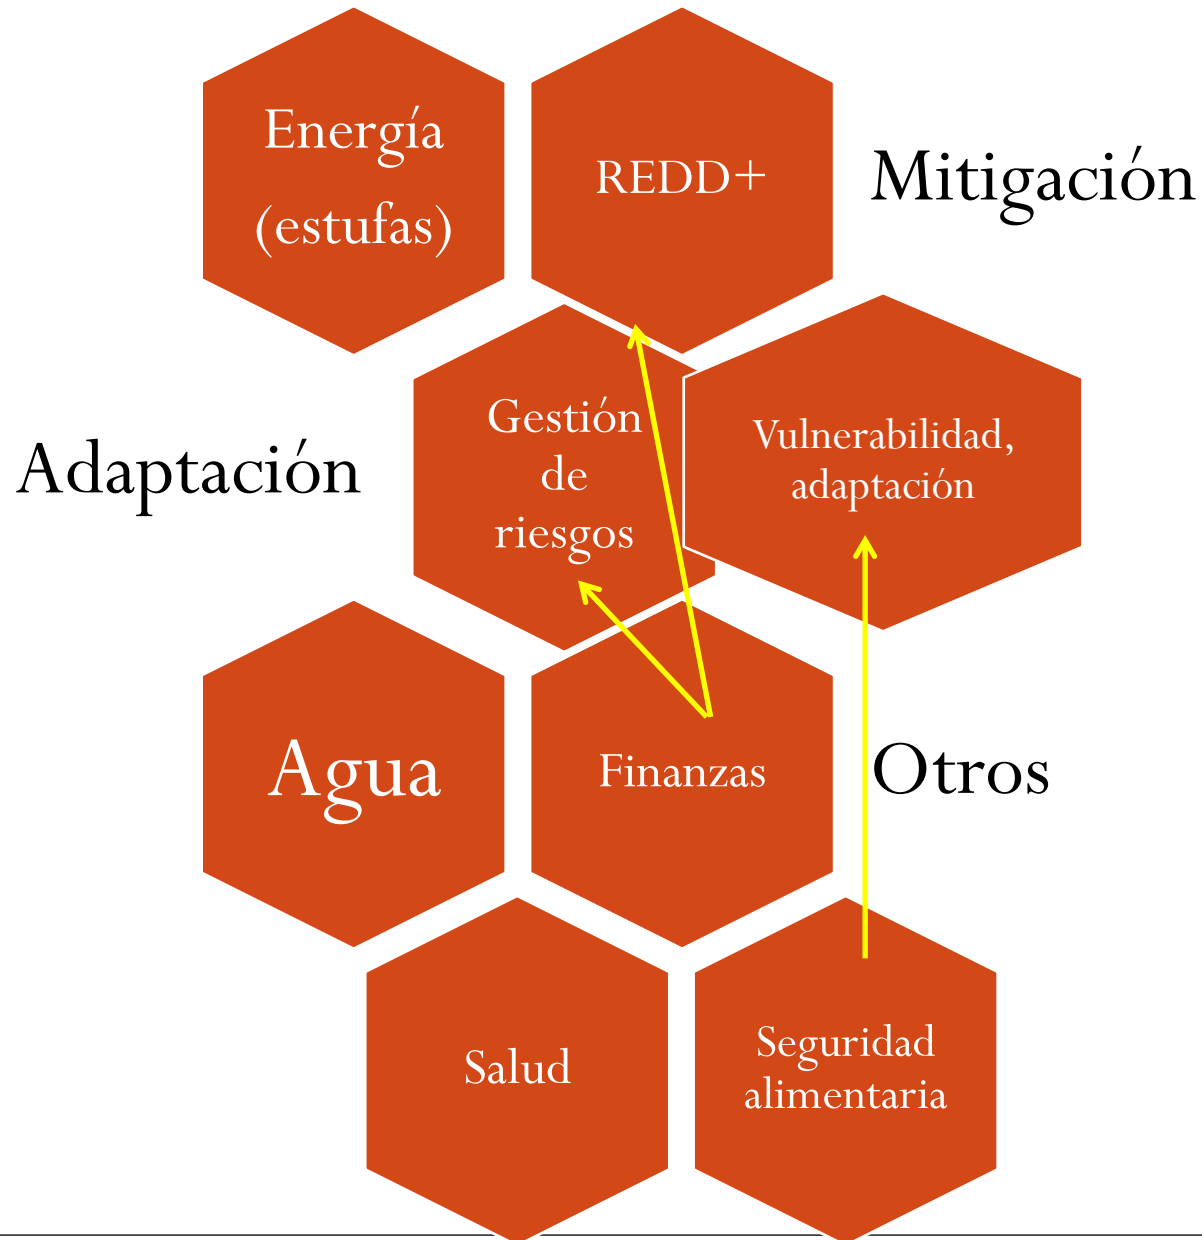 Energía
(estufas)
REDD+
Mitigación
Adaptación
Gestión
de
riesgos
Vulnerabilidad,
adaptación
Agua
Finanzas
Otros
Salud
Seguridad
alimentaria